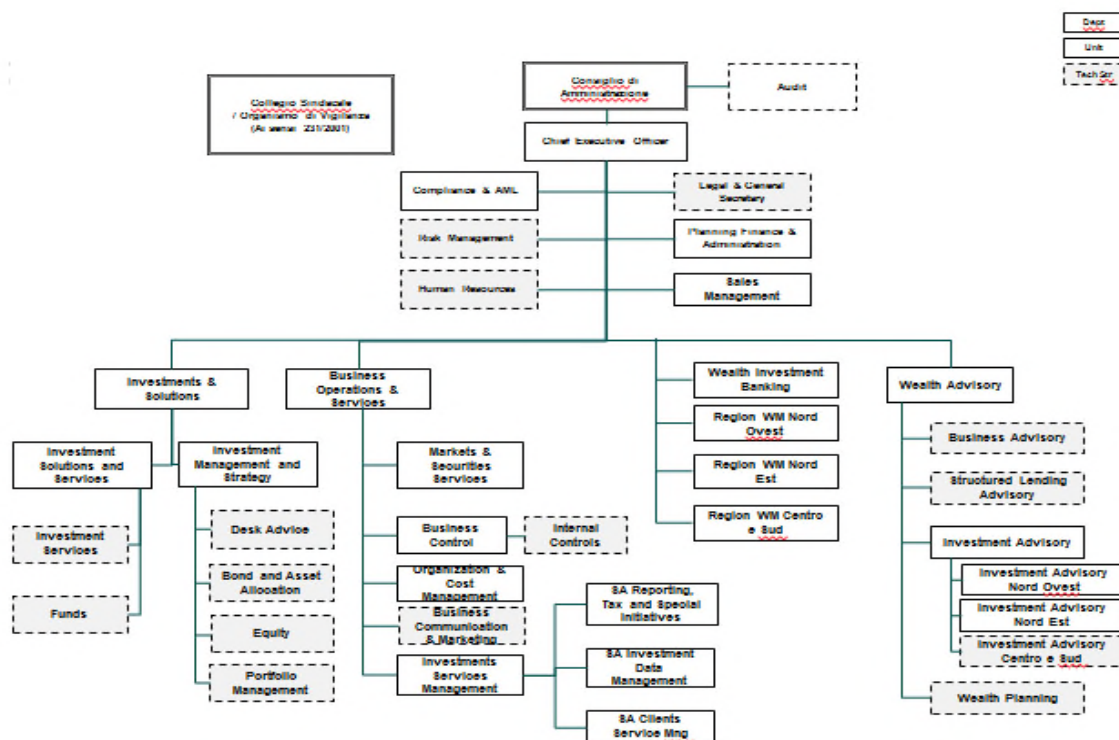 Dept
Unit
Tech Str
Consiglio di
Amministrazione
Audit
Collegio Sindacale
/ Organismo di Vigilanza
(Ai sensi 231/2001)
Chief Executive Officer
Compliance & AML
Legal & General
Secretary
Risk Management
Planning Finance &
Administration
Human Resources
Sales
Management
Investments &
Solutions
Business
Operations &
Services
Wealth Investment
Banking
Wealth Advisory
Region WM Nord
Ovest
Region WM Nord
Est
Region WM Centro
e Sud
Investment
Solutions and
Services
Investment
Management and
Strategy
Investment
Services
Funds
Desk Advice
Bond and Asset
Allocation
Equity
Portfolio
Management
Markets &
Securities
Services
Business
Control
Internal
Controls
Organization &
Cost
Management
Business
Communication
& Marketing
Investments
Services
Management
SA Reporting,
Tax and Special
Initiatives
SA Investment
Data
Management
SA Clients
Service Mng
Business Advisory
Structured Lending
Advisory
Investment Advisory
Investment Advisory
Nord Ovest
Investment Advisory
Nord Est
Investment Advisory
Centro e Sud
Wealth Planning